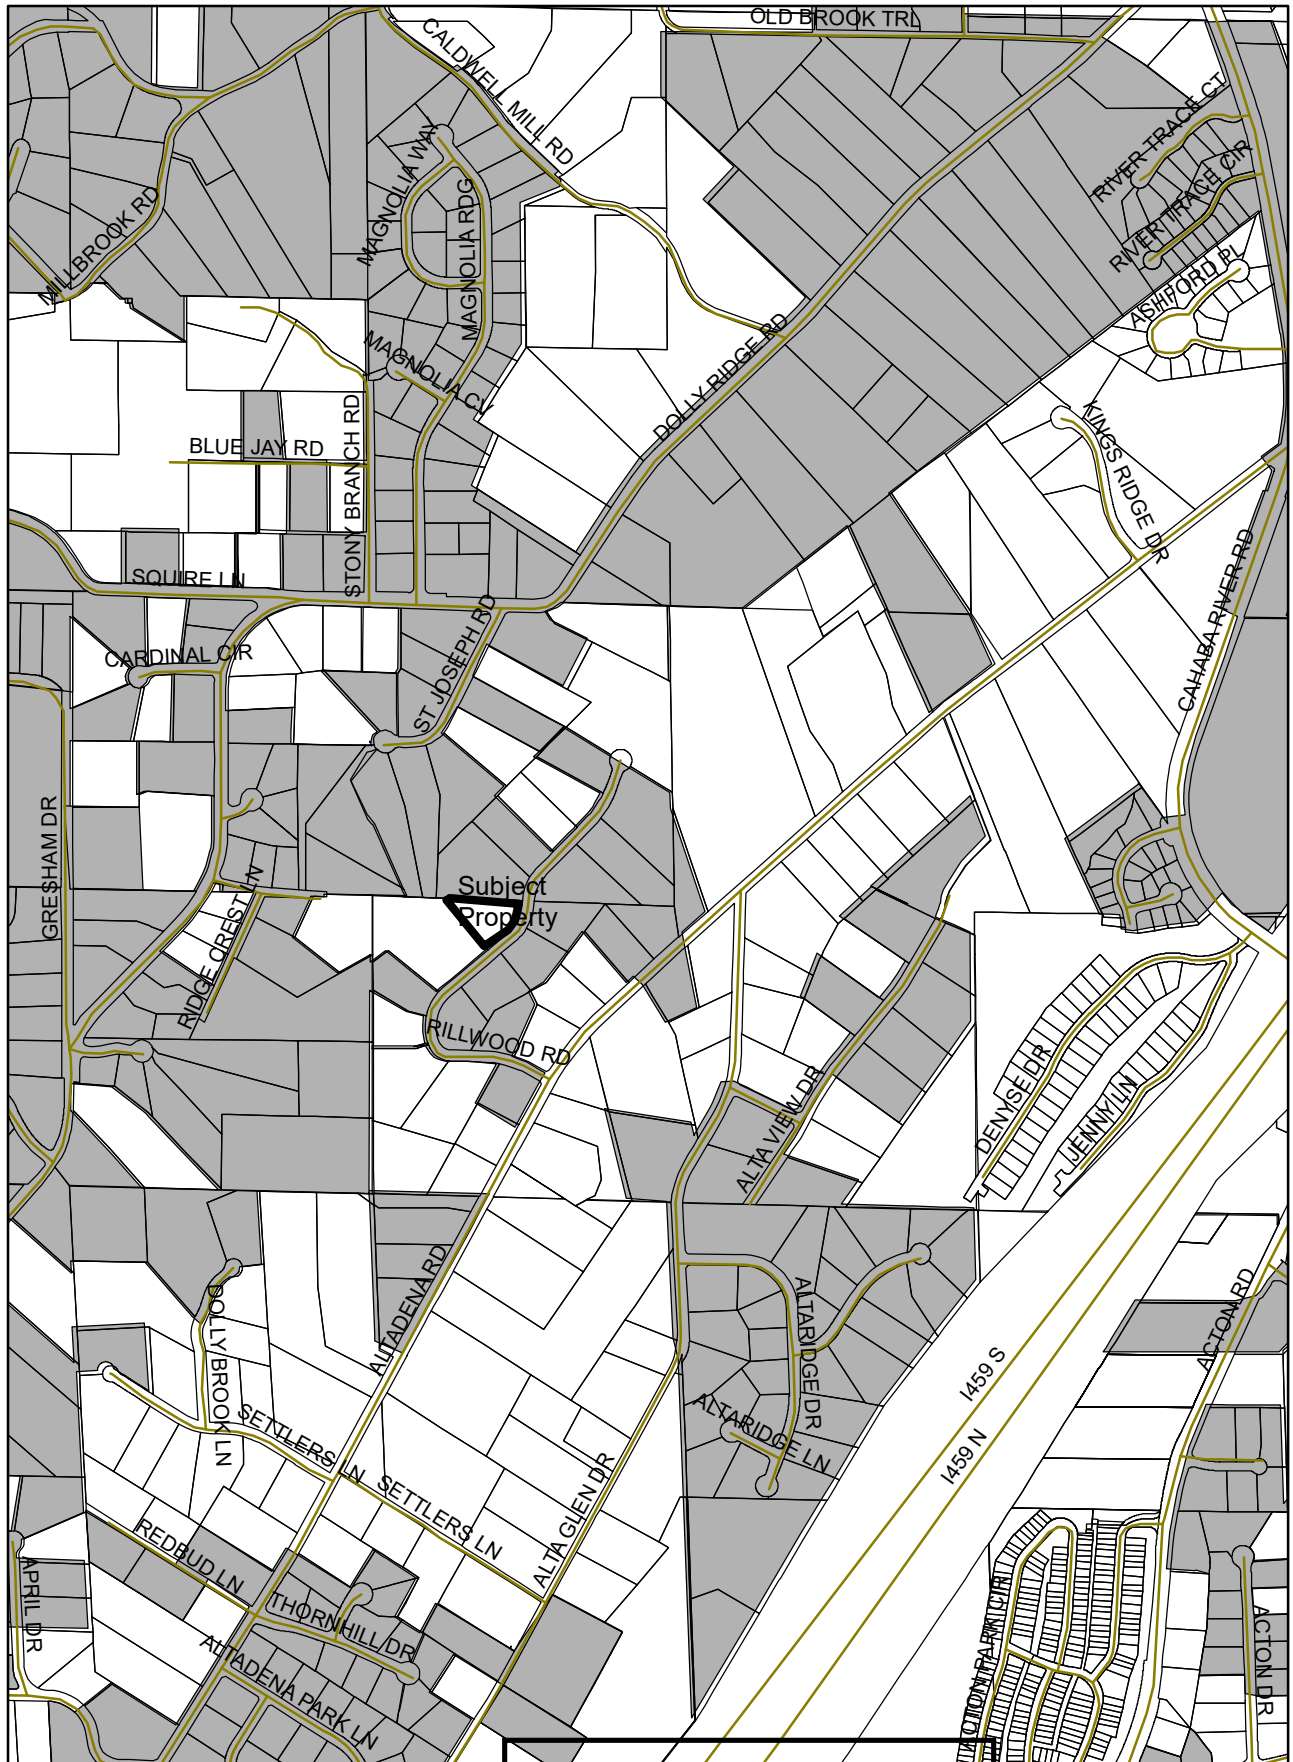 OLD BROOK TRL
CALDWELL MILL RD
RIVER TRACE CT
MAGNOLIA WAY
RIVER TRACE CIR
MAGNOLIA RDG
MILLBROOK RD
ASHFORD PL
MAGNOLIA CV
DOLLY RIDGE RD
KINGS RIDGE DR
BLUE JAY RD
STONY BRANCH RD
SQUIRE LN
CAHABA RIVER RD
ST JOSEPH RD
CARDINAL CIR
GRESHAM DR
Subject
Property
RIDGE CREST LN
RILLWOOD RD
DENYSE DR
JENNY LN
ALTA VIEW DR
ALTADENA RD
DOLLY BROOK LN
ALTARIDGE DR
ACTON RD
I459 S
ALTARIDGE LN
I459 N
SETTLERS LN
SETTLERS LN
ALTA GLEN DR
REDBUD LN
APRIL DR
THORNHILL DR
ALTADENA PARK LN
ACTON PARK CIR
ACTON DR